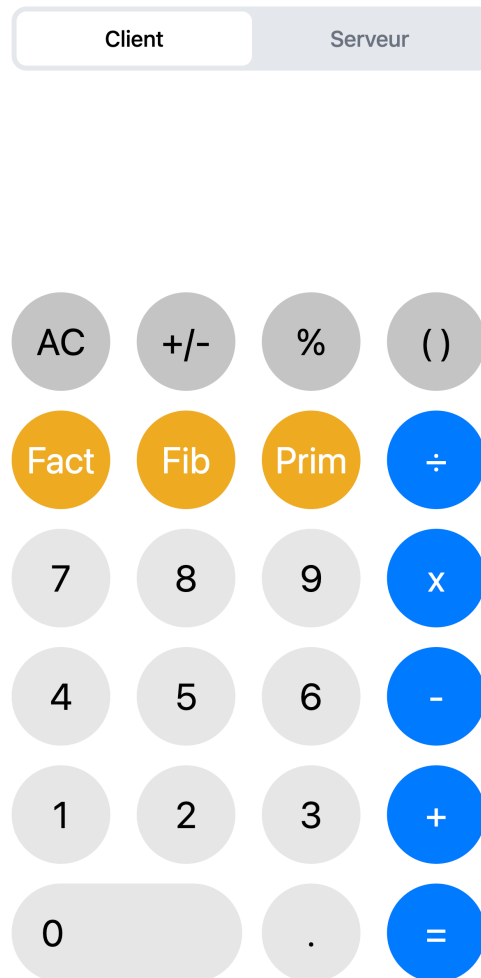 Client Serveur
AC +/- % ( )
Fact Fib Prim ÷
7 8 9 x
4 5 6 -
1 2 3 +
0 . =